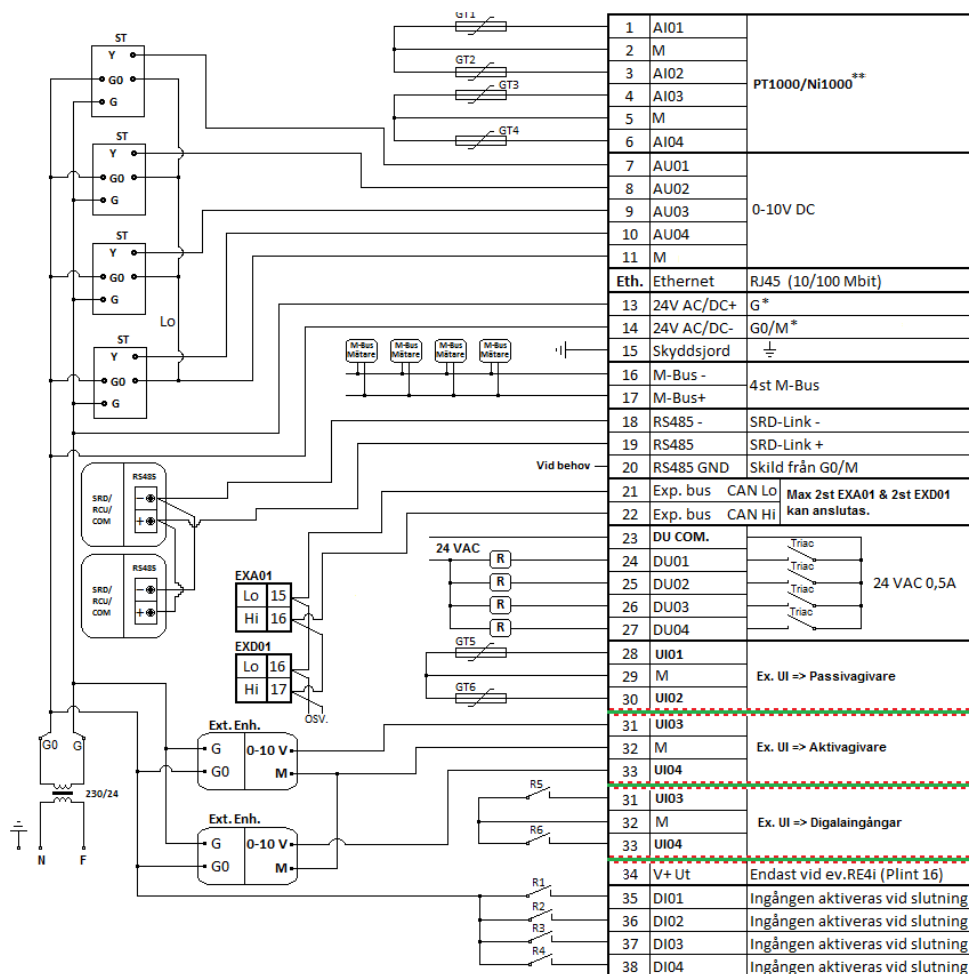 GT1
1 AI01
2 M
GT2
3 AI02
PT1000/Ni1000**
GT3
4 AI03
5 M
GT4
6 AI04
ST
Y
G0
G
ST
Y
G0
G
ST
Y
G0
G
Lo
ST
Y
G0
G
7 AU01
8 AU02
9 AU03
10 AU04
11 M
0-10V DC
Eth. Ethernet RJ45 (10/100 Mbit)
13 24V AC/DC+ G*
14 24V AC/DC- G0/M*
15 Skyddsjord
M-Bus Mätare
M-Bus Mätare
M-Bus Mätare
M-Bus Mätare
16 M-Bus -
17 M-Bus+
4st M-Bus
18 RS485 - SRD-Link -
19 RS485 SRD-Link +
Vid behov
20 RS485 GND Skild från G0/M
21 Exp. bus CAN Lo
22 Exp. bus CAN Hi
Max 2st EXA01 & 2st EXD01
kan anslutas.
RS485
SRD/
RCU/
COM
-
+
RS485
SRD/
RCU/
COM
-
+
23 DU COM.
24 VAC
R
24 DU01
R
25 DU02
R
26 DU03
R
27 DU04
Triac
Triac
Triac
Triac
24 VAC 0,5A
EXA01
Lo 15
Hi 16
EXD01
Lo 16
Hi 17
OSV.
GT5
28 UI01
29 M
GT6
30 UI02
Ex. UI => Passivagivare
31 UI03
32 M
33 UI04
Ex. UI => Aktivagivare
Ext. Enh.
G 0-10 V
G0 M
Ext. Enh.
G 0-10 V
G0 M
G0 G
230/24
N F
R5
31 UI03
32 M
R6
33 UI04
Ex. UI => Digalaingångar
34 V+ Ut Endast vid ev.RE4i (Plint 16)
R1
35 DI01 Ingången aktiveras vid slutning
R2
36 DI02 Ingången aktiveras vid slutning
R3
37 DI03 Ingången aktiveras vid slutning
R4
38 DI04 Ingången aktiveras vid slutning